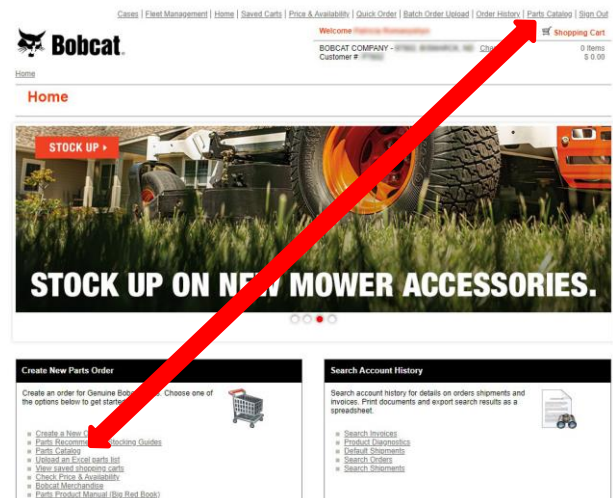 Cases | Fleet Management | Home | Saved Carts | Price & Availability | Quick Order | Batch Order Upload | Order History | Parts Catalog | Sign Out
Bobcat.
Welcome
Shopping Cart
BOBCAT COMPANY -
0 Items
Customer #:
$ 0.00
Home
Home
STOCK UP
STOCK UP ON NEW MOWER ACCESSORIES.
Create New Parts Order
Create an order for Genuine Choose one of
the options below to get
Create a New
Parts Stocking Guides
Parts Catalog
Upload an Excel parts list
View saved shopping carts
Check Price & Availability
Bobcat Merchandise
Parts Product Manual (Big Red Book)
Search Account History
Search account history for details on orders shipments and
invoices. Print documents and export search results as a
spreadsheet.
Search Invoices
Product Diagnostics
Default Shipments
Search Orders
Search Shipments